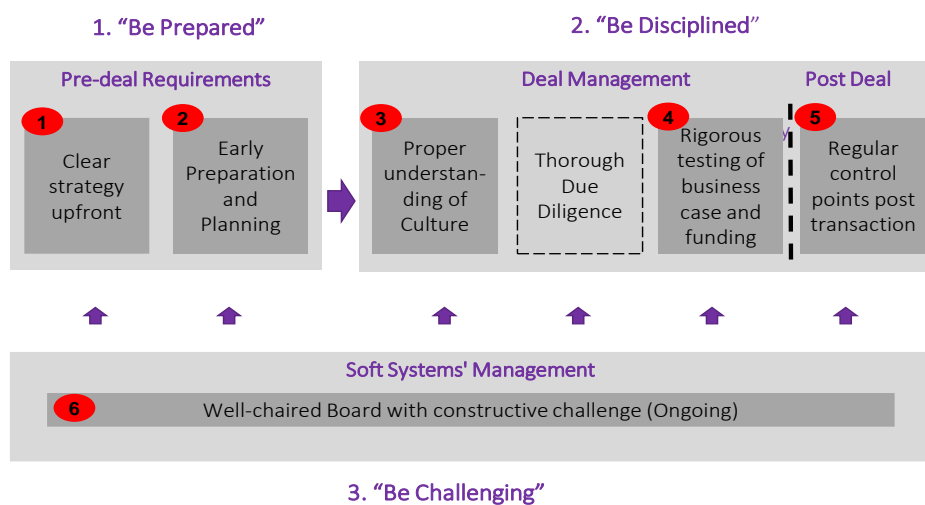 1. “Be Prepared”
2. “Be Disciplined”
Pre-deal Requirements
Deal Management
Post Deal
1
Clear
strategy
upfront
2
Early
Preparation
and
Planning
3
Proper
understan-
ding of
Culture
Thorough
Due
Diligence
4
Rigorous
testing of
business
case and
funding
y
5
Regular
control
points post
transaction
Soft Systems' Management
6
Well-chaired Board with constructive challenge (Ongoing)
3. “Be Challenging”